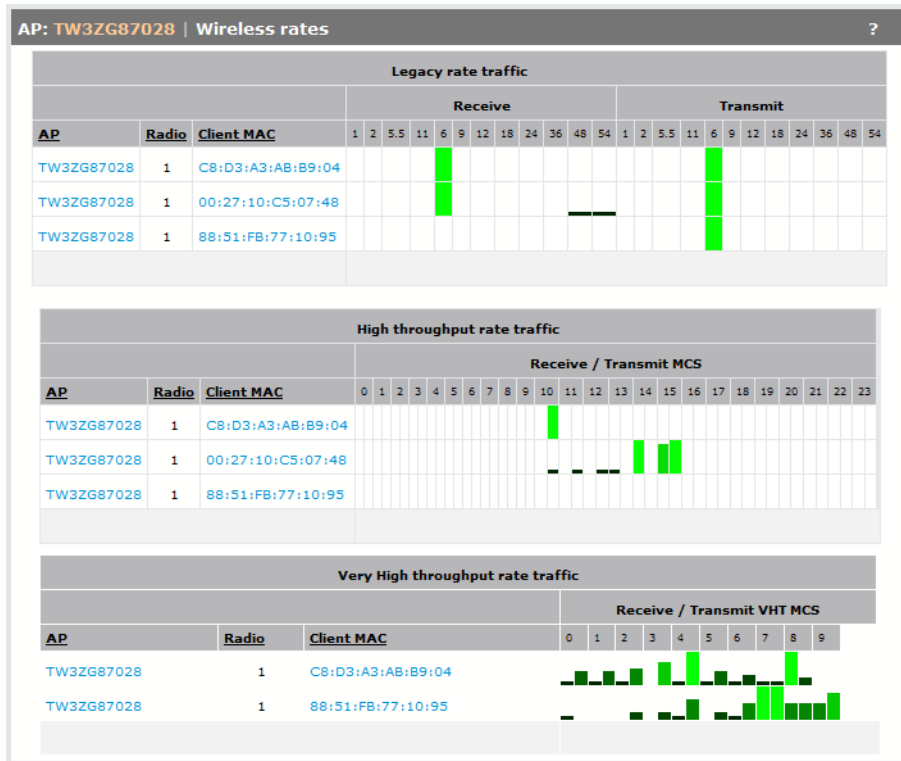 AP: TW3ZG87028 | Wireless rates ?
Legacy rate traffic
Receive Transmit
AP Radio Client MAC 1 2 5.5 11 6 9 12 18 24 36 48 54 1 2 5.5 11 6 9 12 18 24 36 48 54
TW3ZG87028 1 C8:D3:A3:AB:B9:04
TW3ZG87028 1 00:27:10:C5:07:48
TW3ZG87028 1 88:51:FB:77:10:95
High throughput rate traffic
Receive / Transmit MCS
AP Radio Client MAC 0 1 2 3 4 5 6 7 8 9 10 11 12 13 14 15 16 17 18 19 20 21 22 23
TW3ZG87028 1 C8:D3:A3:AB:B9:04
TW3ZG87028 1 00:27:10:C5:07:48
TW3ZG87028 1 88:51:FB:77:10:95
Very High throughput rate traffic
Receive / Transmit VHT MCS
AP Radio Client MAC 0 1 2 3 4 5 6 7 8 9
TW3ZG87028 1 C8:D3:A3:AB:B9:04
TW3ZG87028 1 88:51:FB:77:10:95